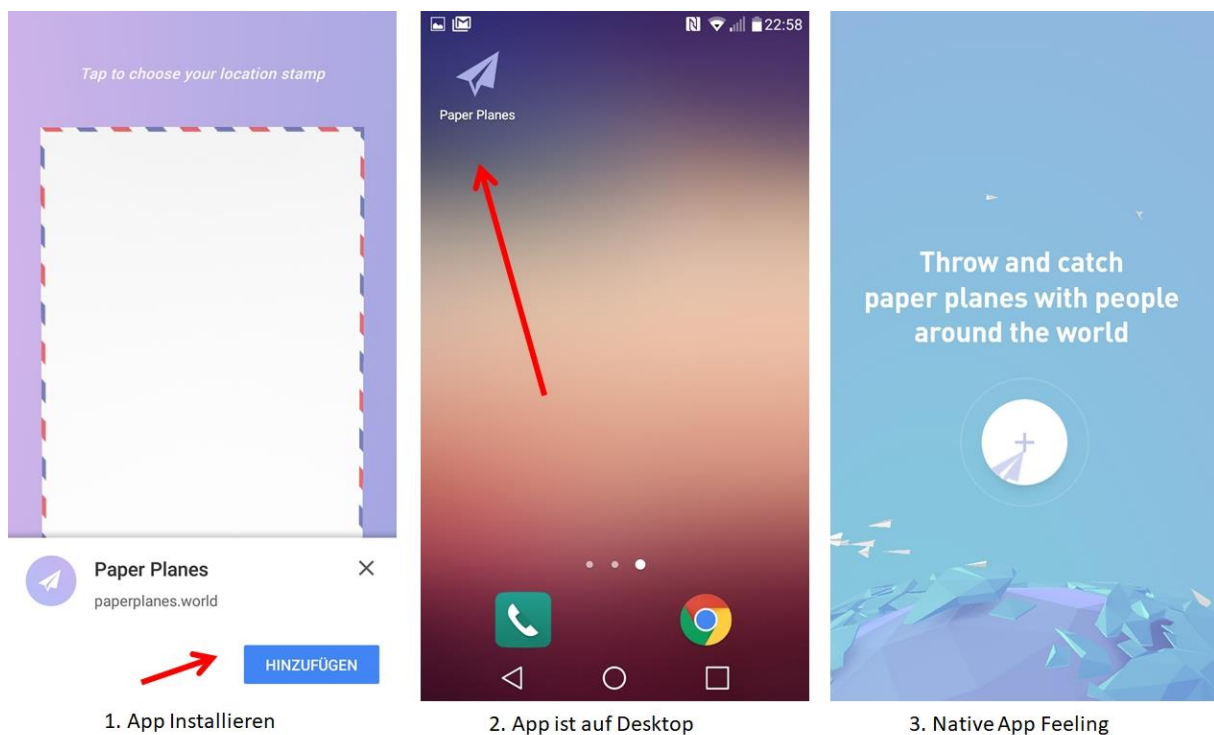 Tap to choose your location stamp
Paper Planes
paperplanes.world
HINZUFÜGEN
1. App Installieren
22:58
Paper Planes
2. App ist auf Desktop
Throw and catch
paper planes with people
around the world
3. Native App Feeling